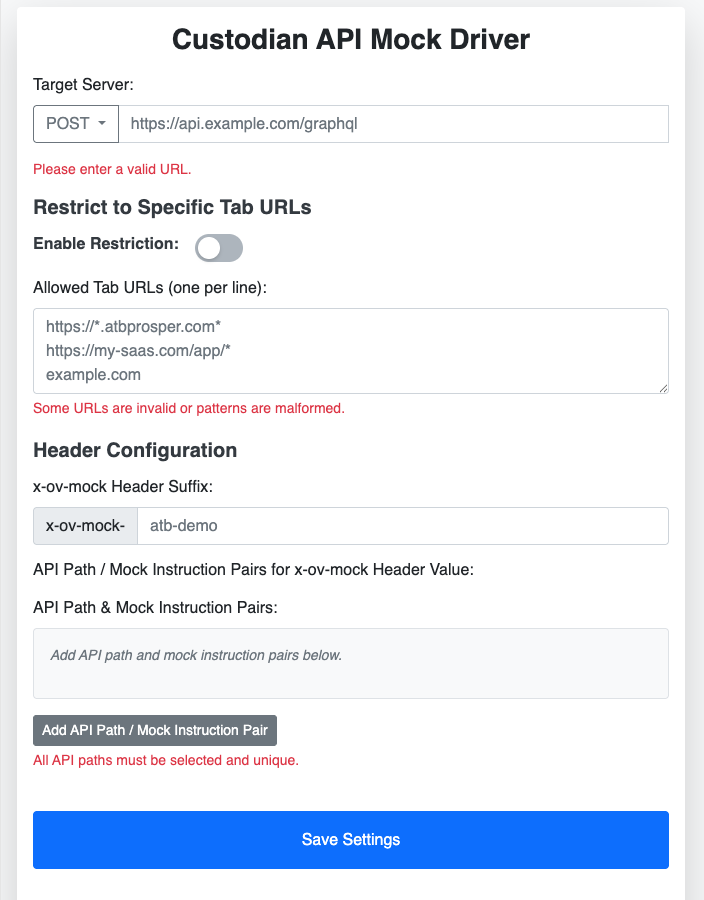 Custodian API Mock Driver
Target Server:
POST https://api.example.com/graphql
Please enter a valid URL.
Restrict to Specific Tab URLs
Enable Restriction:
Allowed Tab URLs (one per line):
https://*.atbprosper.com*
https://my-saas.com/app/*
example.com
Some URLs are invalid or patterns are malformed.
Header Configuration
x-ov-mock Header Suffix:
x-ov-mock- atb-demo
API Path / Mock Instruction Pairs for x-ov-mock Header Value:
API Path & Mock Instruction Pairs:
Add API path and mock instruction pairs below.
Add API Path / Mock Instruction Pair
All API paths must be selected and unique.
Save Settings